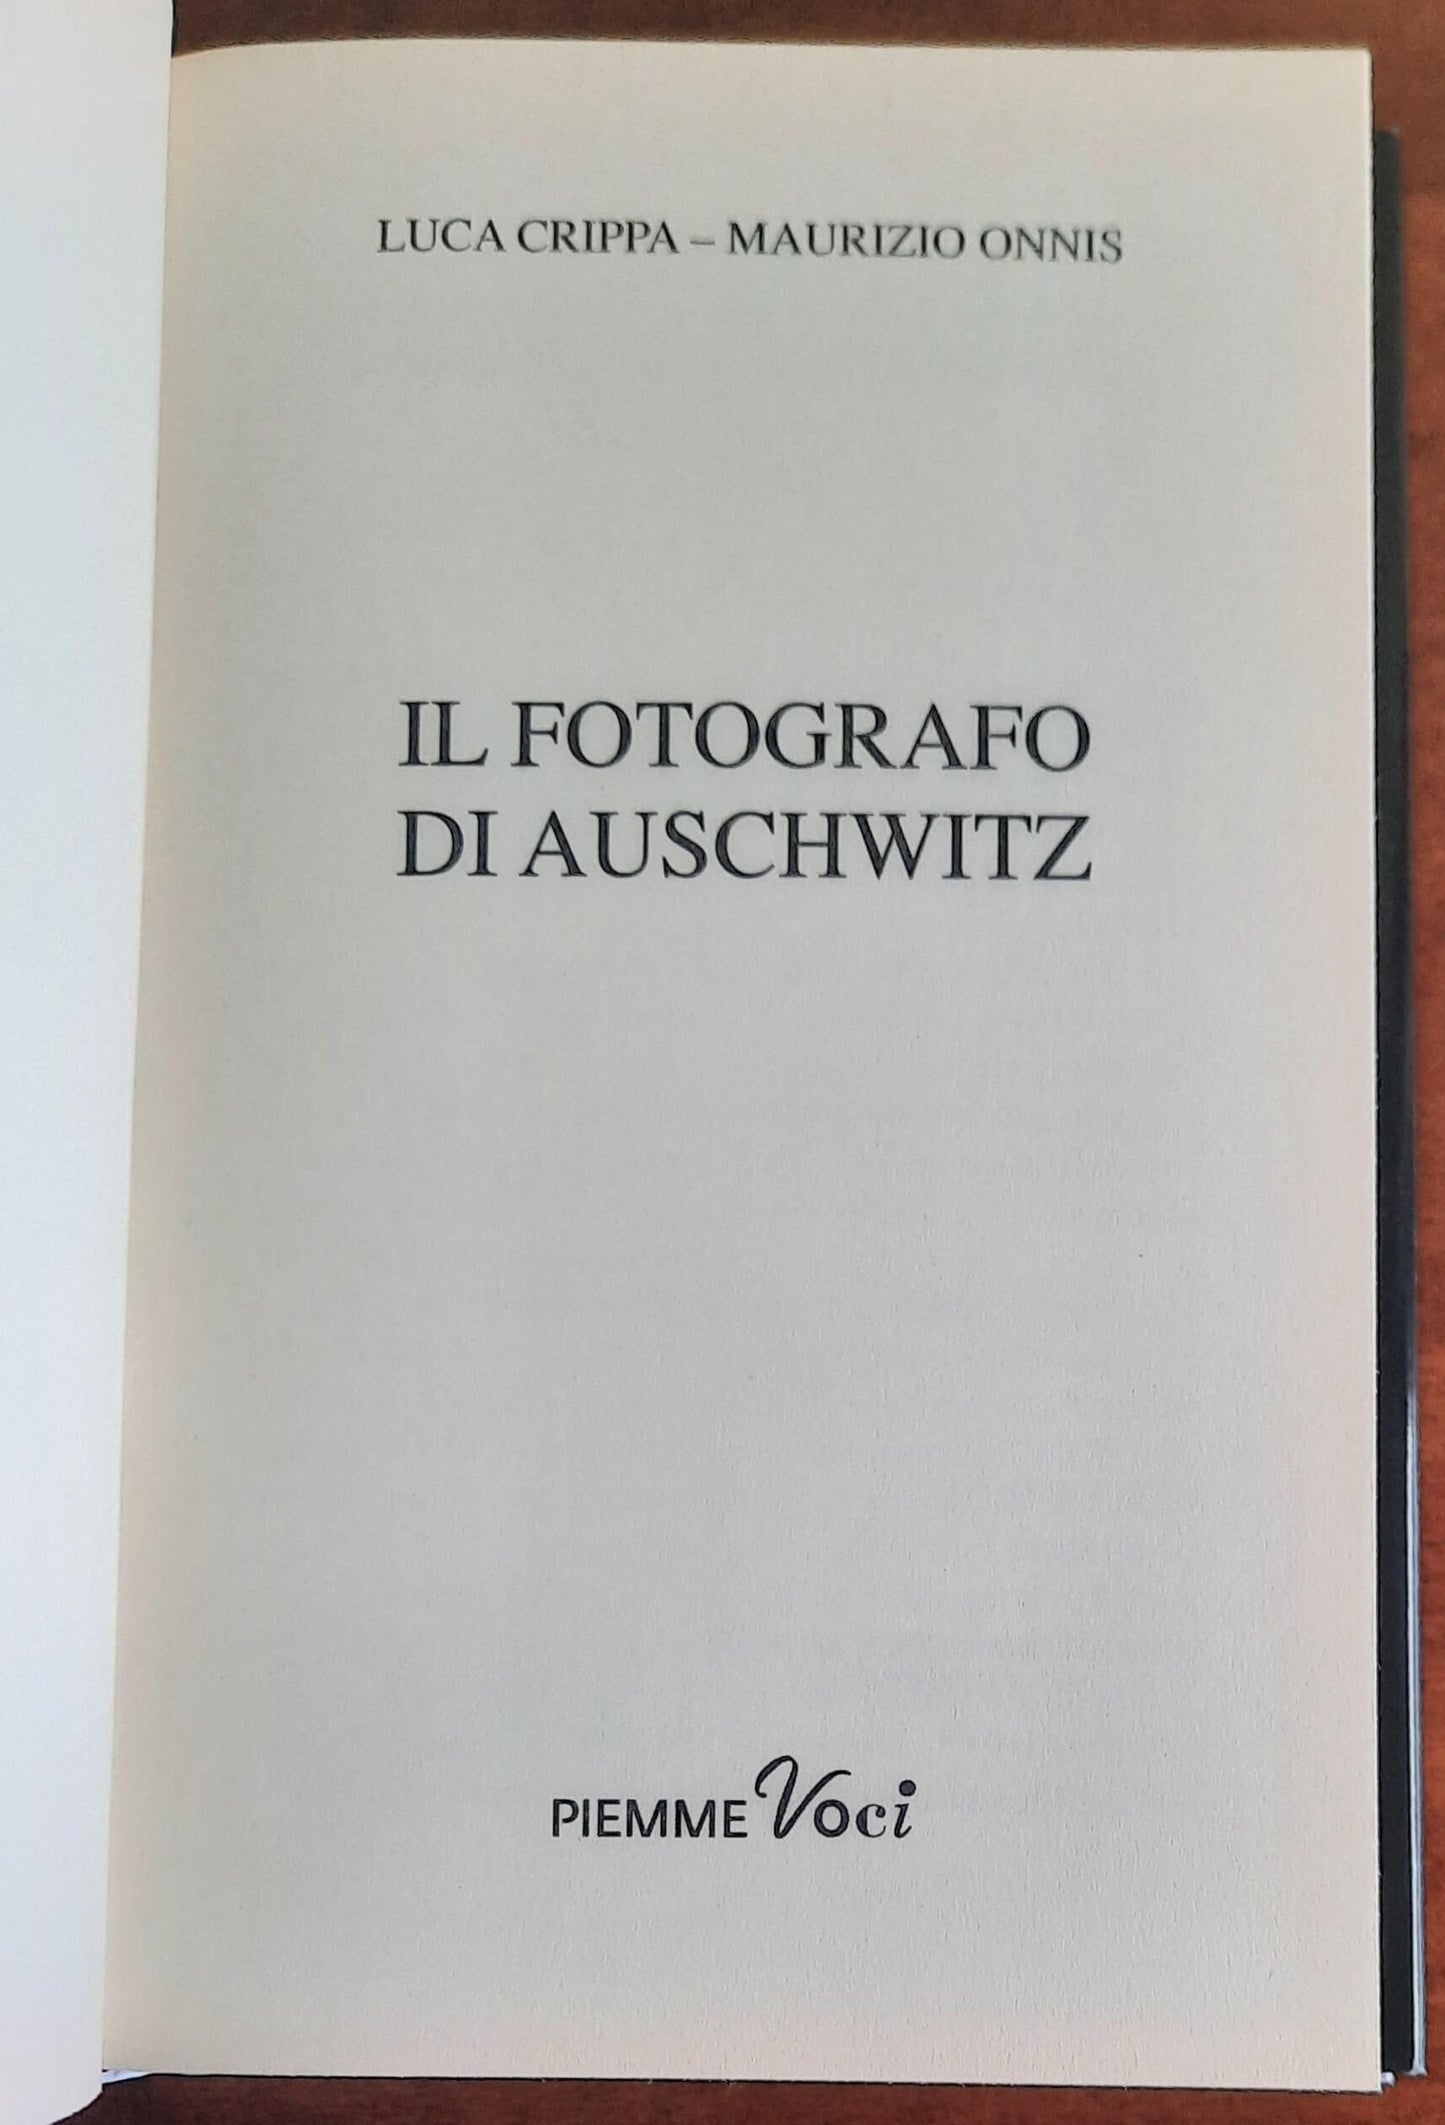 LUCA CRIPPA – MAURIZIO ONNIS
IL FOTOGRAFO
DI AUSCHWITZ
PIEMME Voci